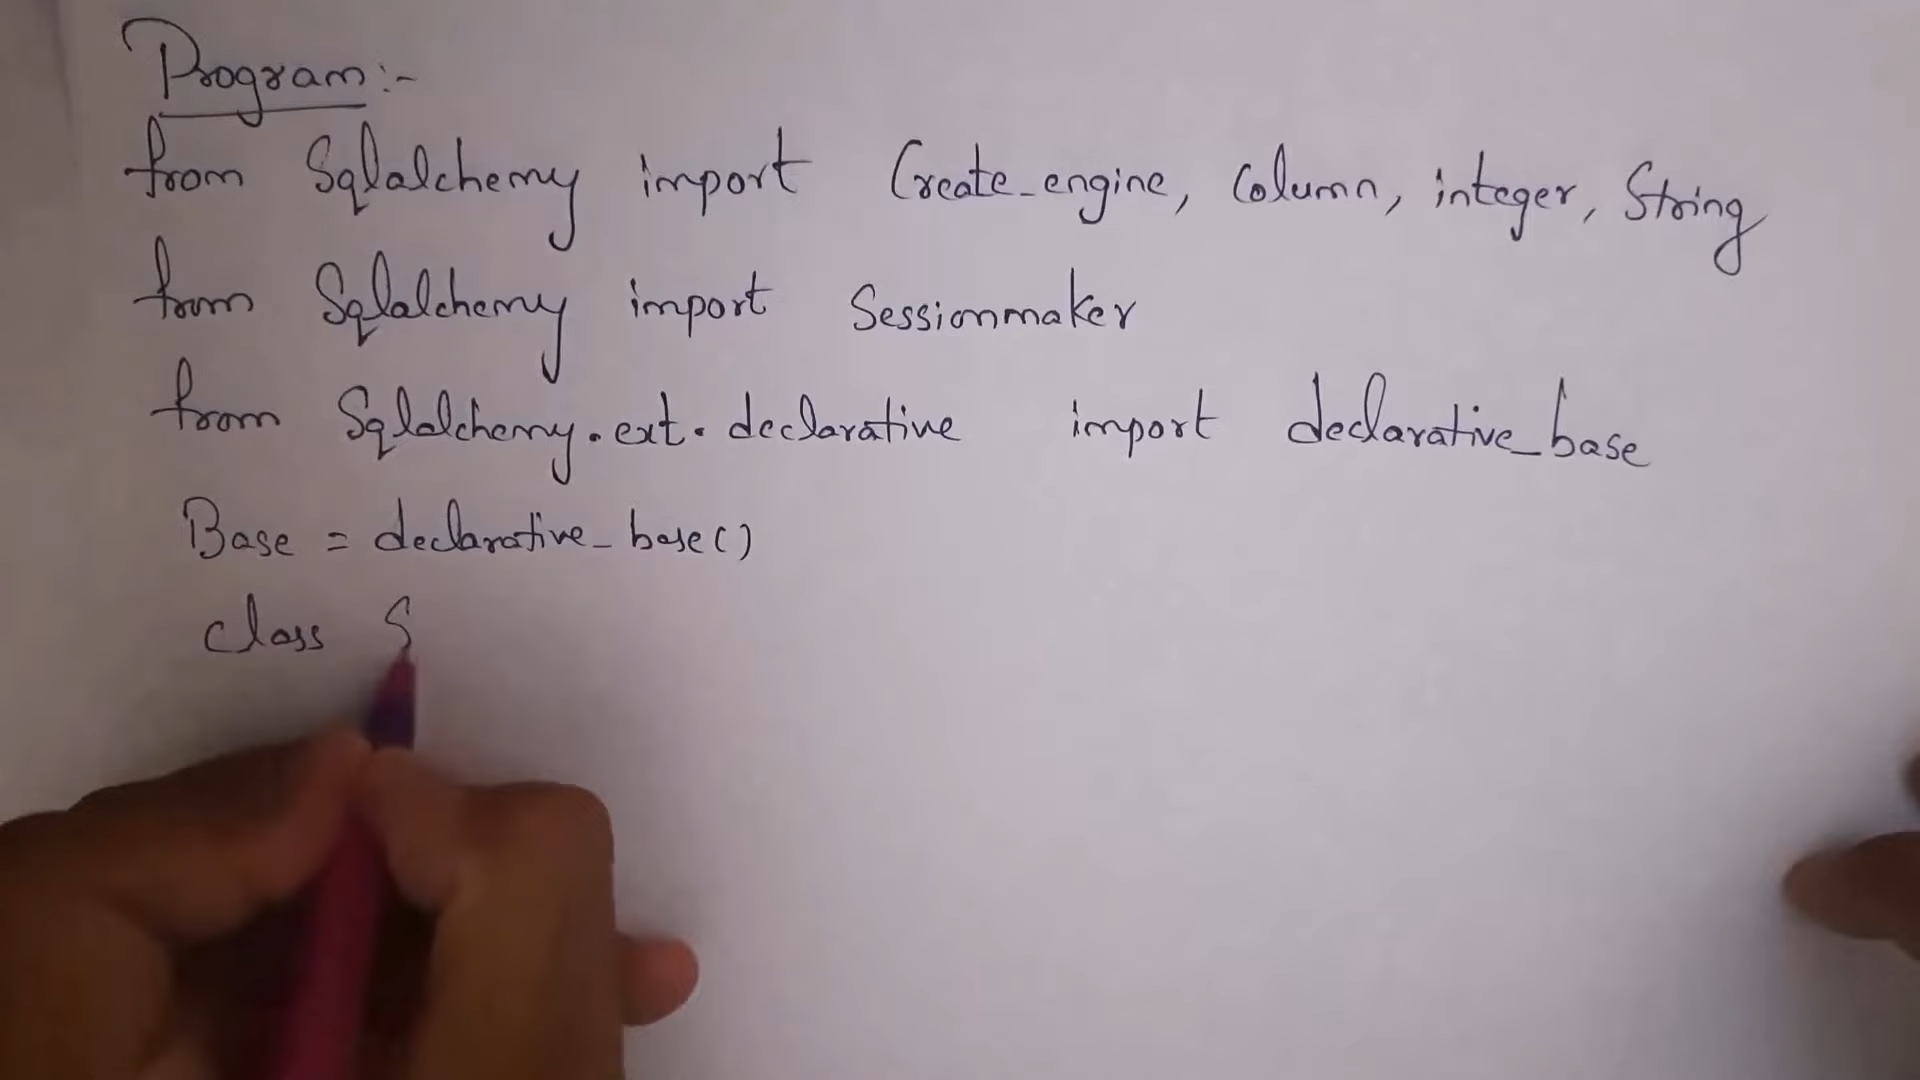 Program:-
from Sqlalchemy import Create_engine, Column, integer, String
from Sqlalchemy import Sessionmaker
from Sqlalchemy.ext.declarative import declarative_base
Base = declarative_base()
class S